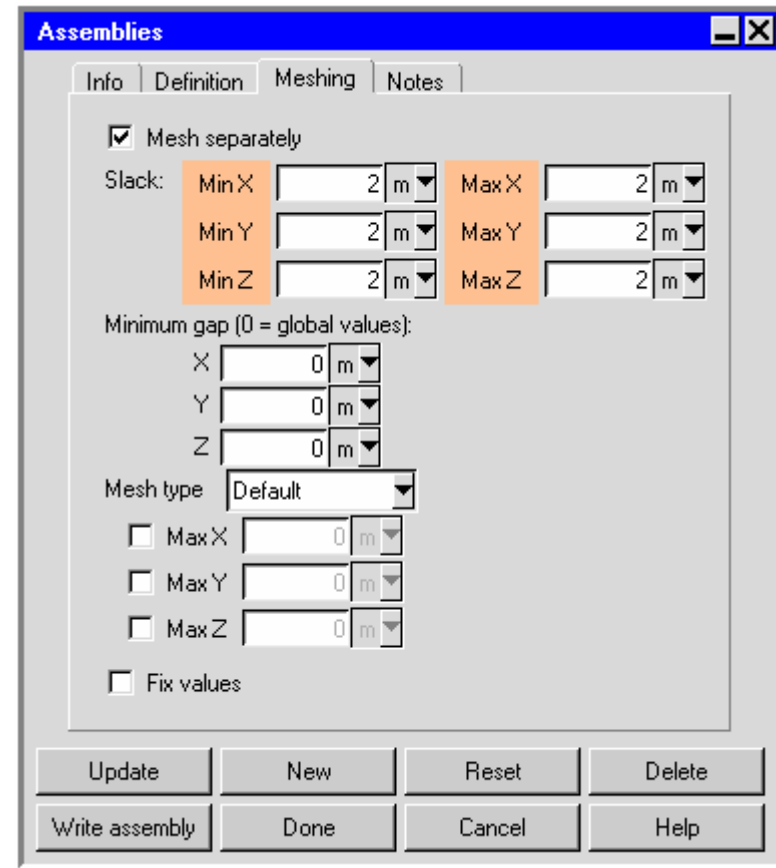 Assemblies
Info Definition Meshing Notes
Mesh separately
Slack: Min X 2 m Max X 2 m
Min Y 2 m Max Y 2 m
Min Z 2 m Max Z 2 m
Minimum gap (0 = global values):
X 0 m
Y 0 m
Z 0 m
Mesh type Default
Max X 0 m
Max Y 0 m
Max Z 0 m
Fix values
Update New Reset Delete
Write assembly Done Cancel Help